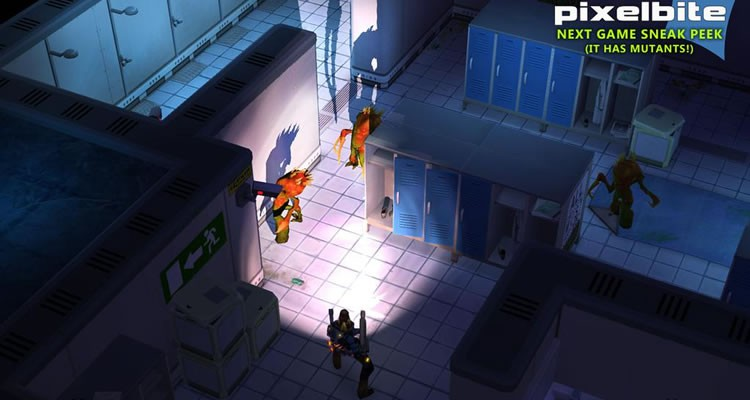 pixelbite
NEXT GAME SNEAK PEEK
(IT HAS MUTANTS!)